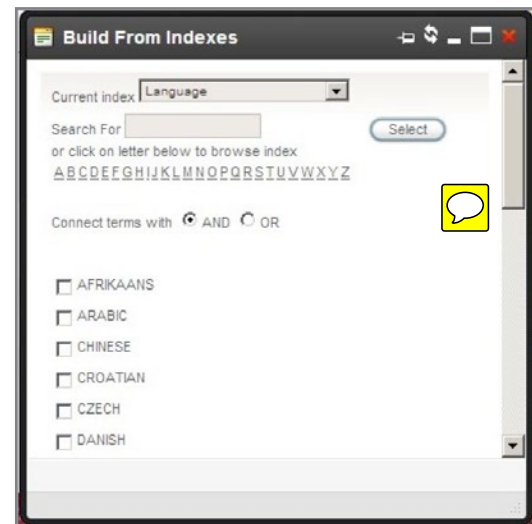 Build From Indexes
Current index Language
Search For Select
or click on letter below to browse index
A B C D E F G H I J K L M N O P Q R S T U V W X Y Z
Connect terms with AND OR
AFRIKAANS
ARABIC
CHINESE
CROATIAN
CZECH
DANISH